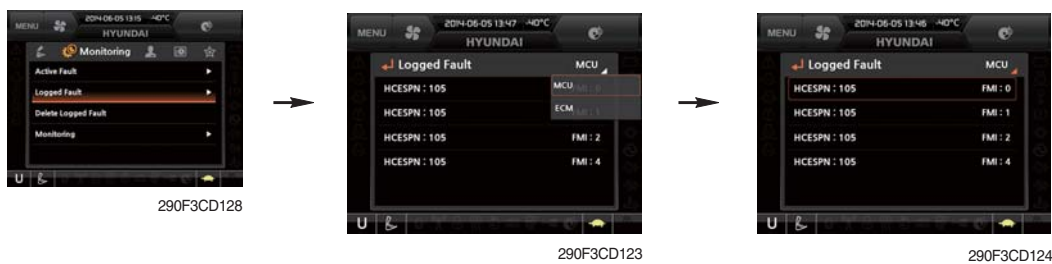 MENU 2014-06-05 13:15 -40°C
HYUNDAI
Monitoring
Active Fault
Logged Fault
Delete Logged Fault
Monitoring
U
290F3CD128
MENU 2014-06-05 13:47 -40°C
HYUNDAI
Logged Fault MCU
HCESPN : 105 MCU
HCESPN : 105 ECM
HCESPN : 105 FMI : 2
HCESPN : 105 FMI : 4
U
290F3CD123
MENU 2014-06-05 13:46 -40°C
HYUNDAI
Logged Fault MCU
HCESPN : 105 FMI : 0
HCESPN : 105 FMI : 1
HCESPN : 105 FMI : 2
HCESPN : 105 FMI : 4
U
290F3CD124